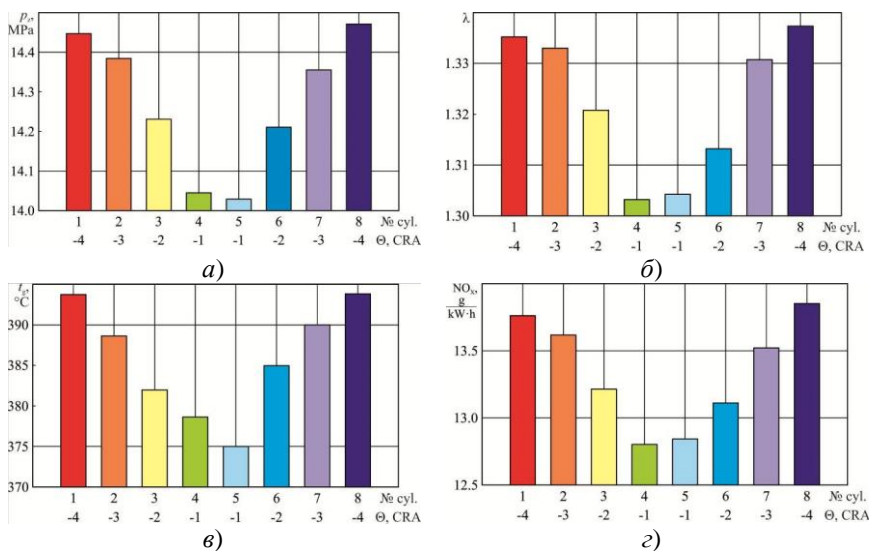 p_z,
MPa
14.4
14.2
14.1
14.0
1 2 3 4 5 6 7 8 № cyl.
-4 -3 -2 -1 -1 -2 -3 -4 Θ, CRA
а)
λ
1.33
1.32
1.31
1.30
1 2 3 4 5 6 7 8 № cyl.
-4 -3 -2 -1 -1 -2 -3 -4 Θ, CRA
б)
°C
390
380
375
370
1 2 3 4 5 6 7 8 № cyl.
-4 -3 -2 -1 -1 -2 -3 -4 Θ, CRA
в)
NOx,
g
kW·h
13.5
13.0
12.5
1 2 3 4 5 6 7 8 № cyl.
-4 -3 -2 -1 -1 -2 -3 -4 Θ, CRA
г)